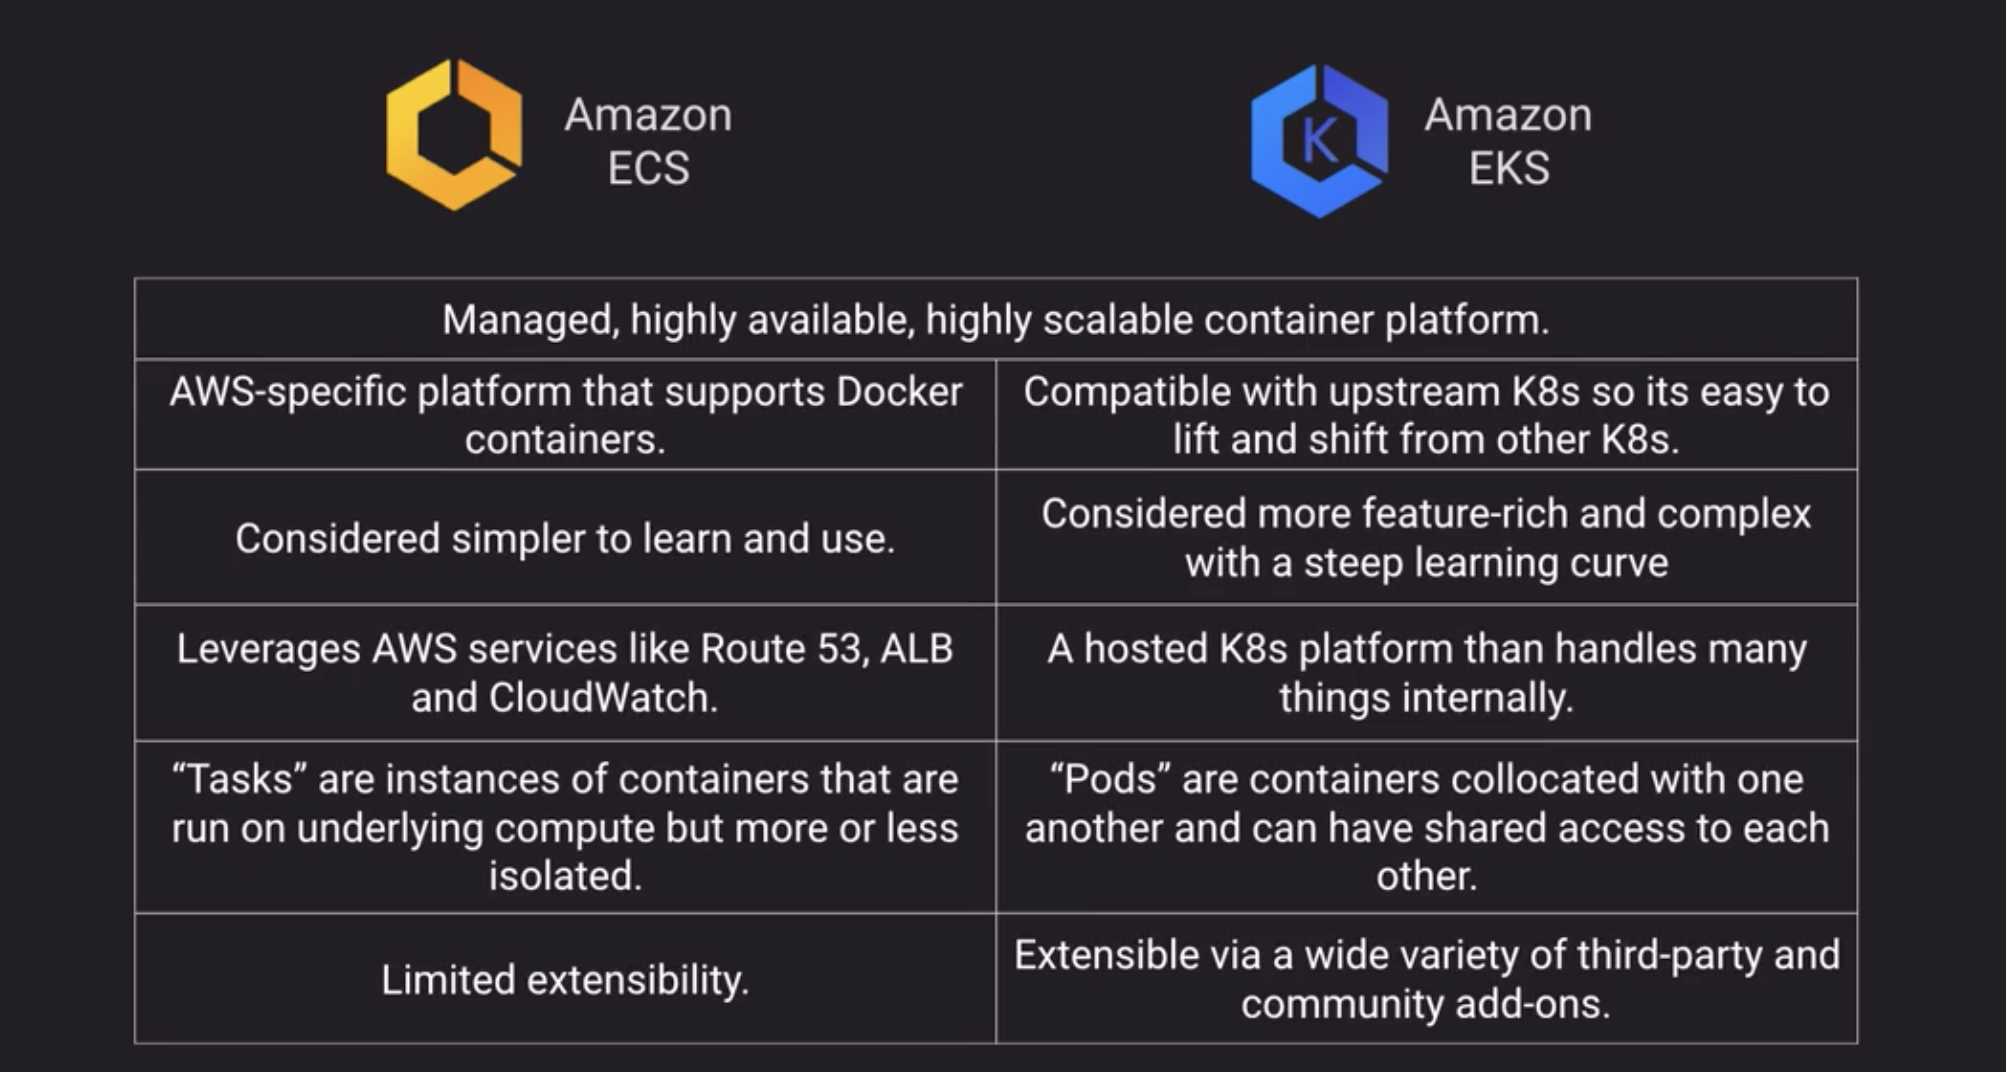 Amazon
ECS
K
Amazon
EKS
Managed, highly available, highly scalable container platform.
AWS-specific platform that supports Docker
containers.
Compatible with upstream K8s so its easy to
lift and shift from other K8s.
Considered simpler to learn and use.
Considered more feature-rich and complex
with a steep learning curve
Leverages AWS services like Route 53, ALB
and CloudWatch.
A hosted K8s platform than handles many
things internally.
“Tasks” are instances of containers that are
run on underlying compute but more or less
isolated.
“Pods” are containers collocated with one
another and can have shared access to each
other.
Limited extensibility.
Extensible via a wide variety of third-party and
community add-ons.